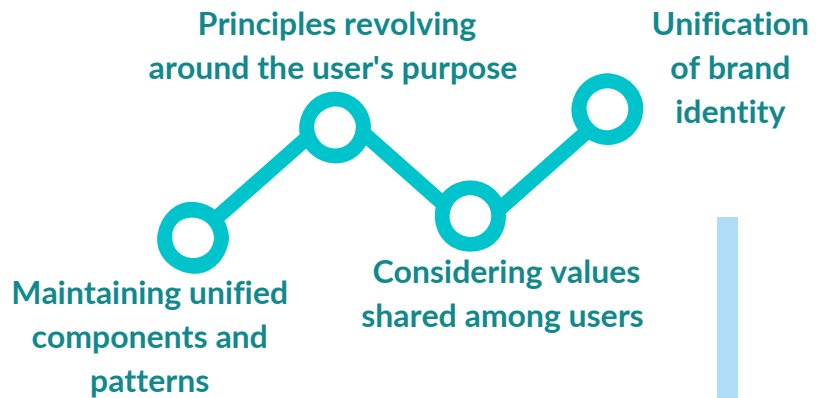 Principles revolving
around the user's purpose
Unification
of brand
identity
Maintaining unified
components and
patterns
Considering values
shared among users